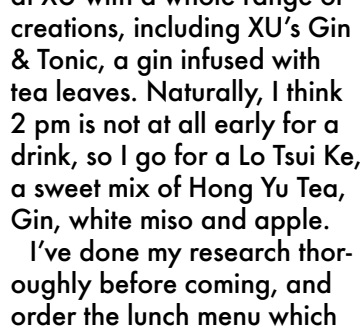 at XU with a whole range of
creations, including XU's Gin
& Tonic, a gin infused with
tea leaves. Naturally, I think
2 pm is not at all early for a
drink, so I go for a Lo Tsui Ke,
a sweet mix of Hong Yu Tea,
Gin, white miso and apple.
I've done my research thor-
oughly before coming, and
order the lunch menu which